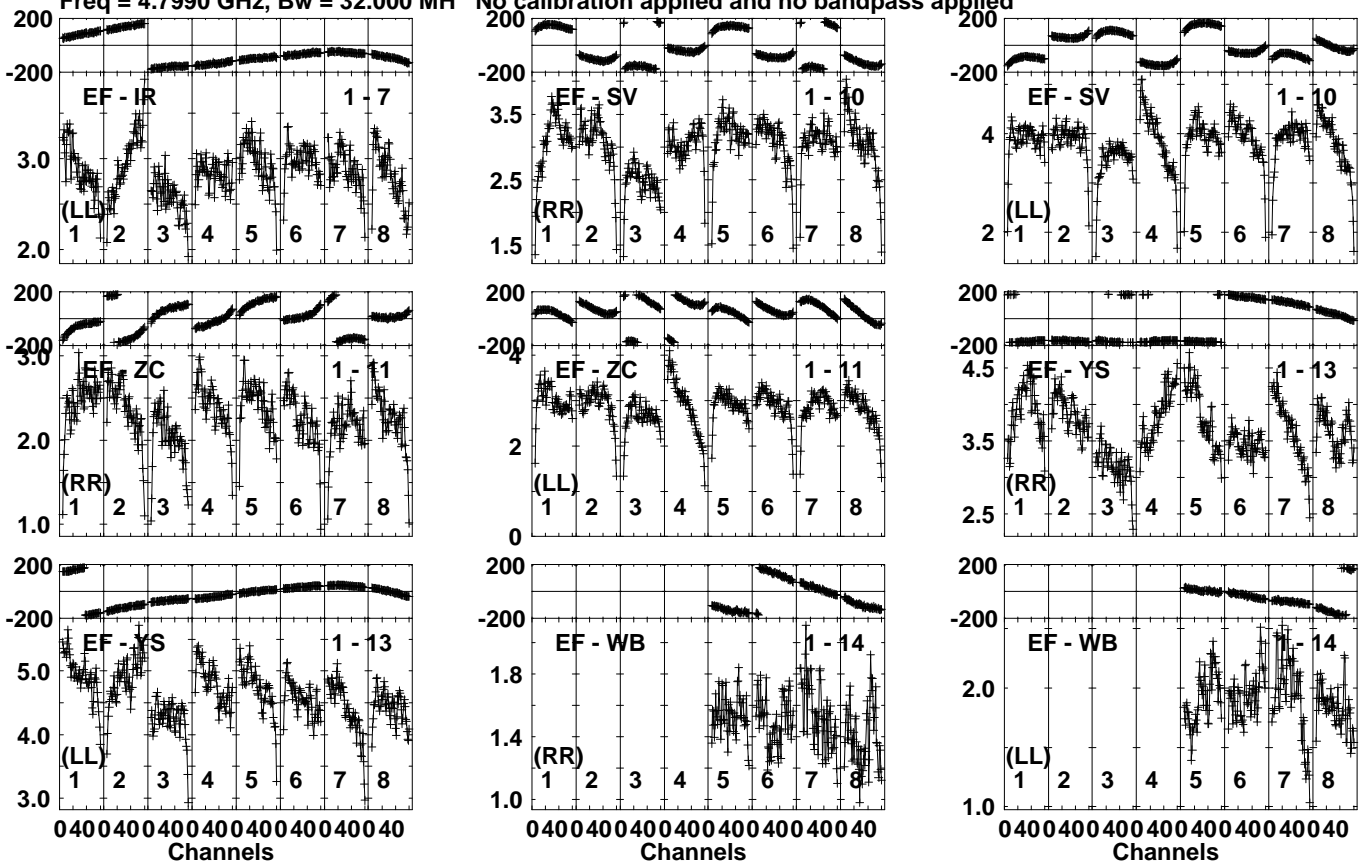 Freq = 4.7990 GHz, Bw = 32.000 MH No calibration applied and no bandpass applied
200
-200
EF - IR 1 - 7
3.0
2.0
(LL)
1 2 3 4 5 6 7 8
200
-200
EF - SV 1 - 10
3.5
2.5
1.5
(RR)
1 2 3 4 5 6 7 8
200
-200
EF - SV 1 - 10
4
2
(LL)
1 2 3 4 5 6 7 8
200
-200
3.0
EF - ZC 1 - 11
2.0
1.0
(RR)
1 2 3 4 5 6 7 8
200
-200
4
EF - ZC 1 - 11
2
0
(LL)
1 2 3 4 5 6 7 8
200
-200
EF - YS 1 - 13
4.5
3.5
2.5
(RR)
1 2 3 4 5 6 7 8
200
-200
EF - YS 1 - 13
5.0
4.0
3.0
(LL)
1 2 3 4 5 6 7 8
0 40 0 40 0 40 0 40 0 40 0 40 0 40 0 40
Channels
200
-200
EF - WB 1 - 14
1.8
1.4
1.0
(RR)
1 2 3 4 5 6 7 8
0 40 0 40 0 40 0 40 0 40 0 40 0 40 0 40
Channels
200
-200
EF - WB 1 - 14
2.0
1.0
(LL)
1 2 3 4 5 6 7 8
0 40 0 40 0 40 0 40 0 40 0 40 0 40 0 40
Channels